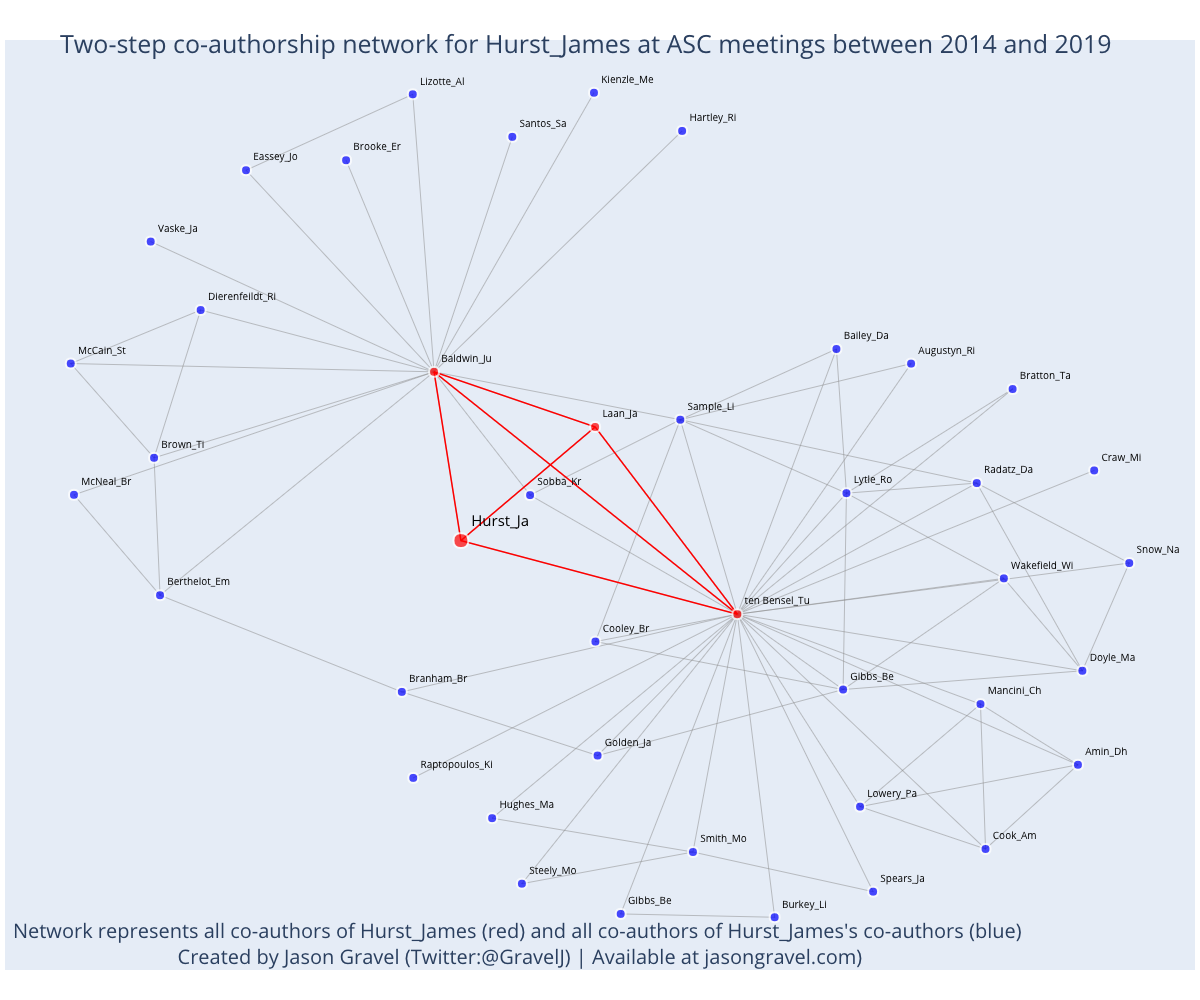 Two-step co-authorship network for Hurst_James at ASC meetings between 2014 and 2019
Kienzle_Me
Lizotte_Al
Hartley_Ri
Santos_Sa
Brooke_Er
Eassey_Jo
Vaske_Ja
Dierenfeildt_Ri
Bailey_Da
McCain_St
Augustyn_Ri
Baldwin_Ju
Bratton_Ta
Sample_Li
Laan_Ja
Brown_Ti
Craw_Mi
Radatz_Da
Lytle_Ro
Sobba_Kr
McNeal_Br
Hurst_Ja
Snow_Na
Wakefield_Wi
Berthelot_Em
ten Bensel_Tu
Cooley_Br
Doyle_Ma
Gibbs_Be
Branham_Br
Mancini_Ch
Golden_Ja
Amin_Dh
Raptopoulos_Ki
Lowery_Pa
Hughes_Ma
Cook_Am
Smith_Mo
Steely_Mo
Spears_Ja
Gibbs_Be
Burkey_Li
Network represents all co-authors of Hurst_James (red) and all co-authors of Hurst_James's co-authors (blue)
Created by Jason Gravel (Twitter:@GravelJ) | Available at jasongravel.com)